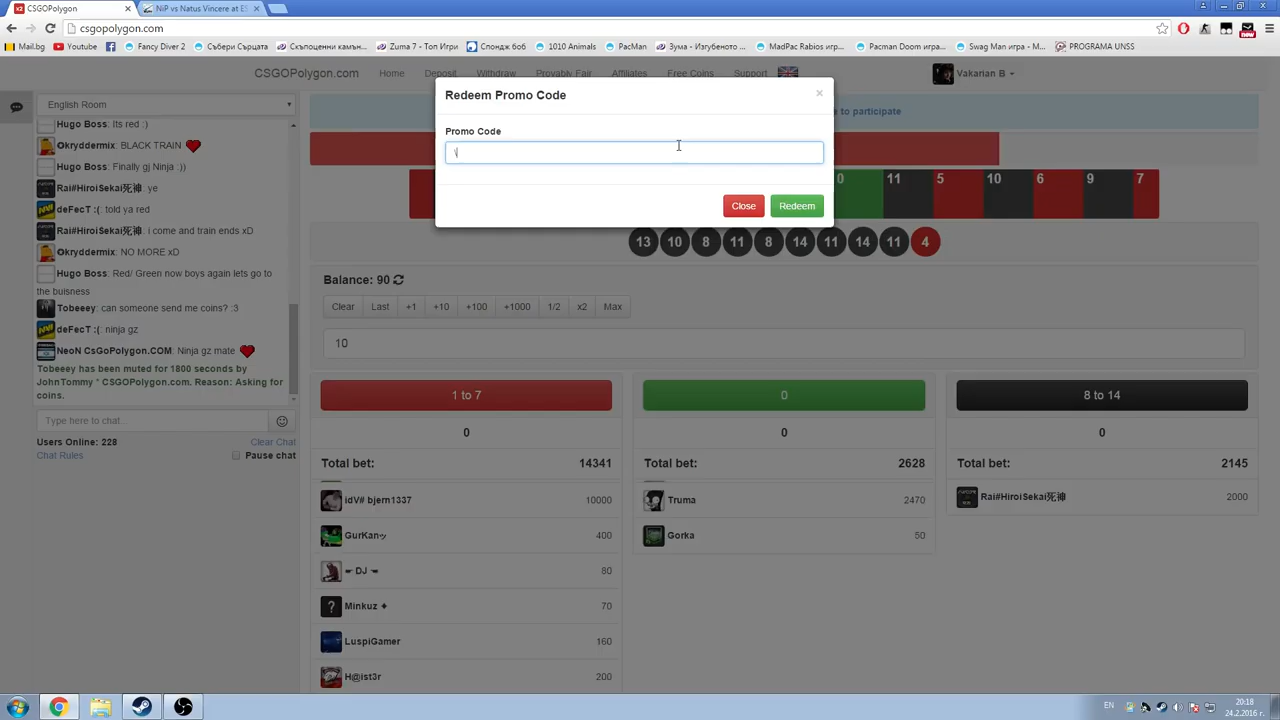 CSGOPolygon
NiP vs Natus Vincere at ES
csgopolygon.com
Mail.bg
Youtube
Fancy Diver 2
Събери Сърцата
Скъпоценни камън...
Zuma 7 - Топ Игри
Спондж боб
1010 Animals
PacMan
Зума - Изгубеното ...
MadPac Rabios игра...
Pacman Doom игра...
Swag Man игра - M...
PROGRAMA UNSS
new
CSGOPolygon.com
Home
Deposit
Withdraw
Provably Fair
Affiliates
Free Coins
Support
Vakarian B
English Room
to participate
Redeem Promo Code
×
Promo Code
Close
Redeem
Hugo Boss: Its red :)
Okryddermix: BLACK TRAIN
Hugo Boss: Finally gj Ninja :))
Rai#HiroiSekai死神: ye
deFecT :(: told ya red
Rai#HiroiSekai死神: i come and train ends xD
Okryddermix: NO MORE xD
Hugo Boss: Red/ Green now boys again lets go to
the buisness
Tobeeey: can someone send me coins? :3
deFecT :(: ninja gz
NeoN CsGoPolygon.COM: Ninja gz mate
Tobeeey has been muted for 1800 seconds by
JohnTommy * CSGOPolygon.com. Reason: Asking for
coins.
Type here to chat...
Users Online: 228
Clear Chat
Chat Rules
Pause chat
0 11 5 10 6 9 7
13 10 8 11 8 14 11 14 11 4
Balance: 90
Clear Last +1 +10 +100 +1000 1/2 x2 Max
10
1 to 7
0
Total bet: 14341
idV# bjern1337 10000
GurKanッ 400
DJ 80
Minkuz 70
LuspiGamer 160
H@ist3r 200
0
0
Total bet: 2628
Truma 2470
Gorka 50
8 to 14
0
Total bet: 2145
Rai#HiroiSekai死神 2000
EN
20:18
24.2.2016 г.